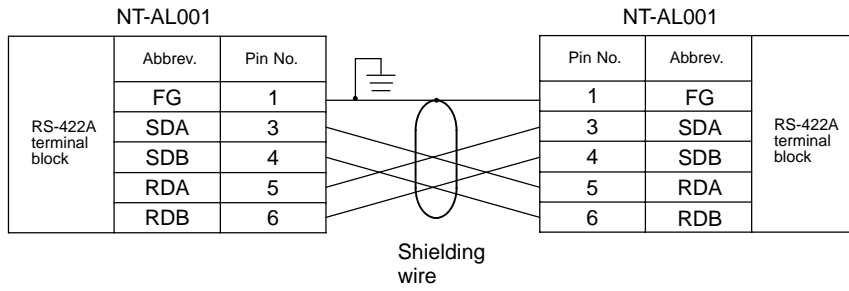 NT-AL001
NT-AL001
RS-422A
terminal
block
Abbrev. Pin No.
FG 1
SDA 3
SDB 4
RDA 5
RDB 6
Pin No. Abbrev.
1 FG
3 SDA
4 SDB
5 RDA
6 RDB
RS-422A
terminal
block
Shielding
wire